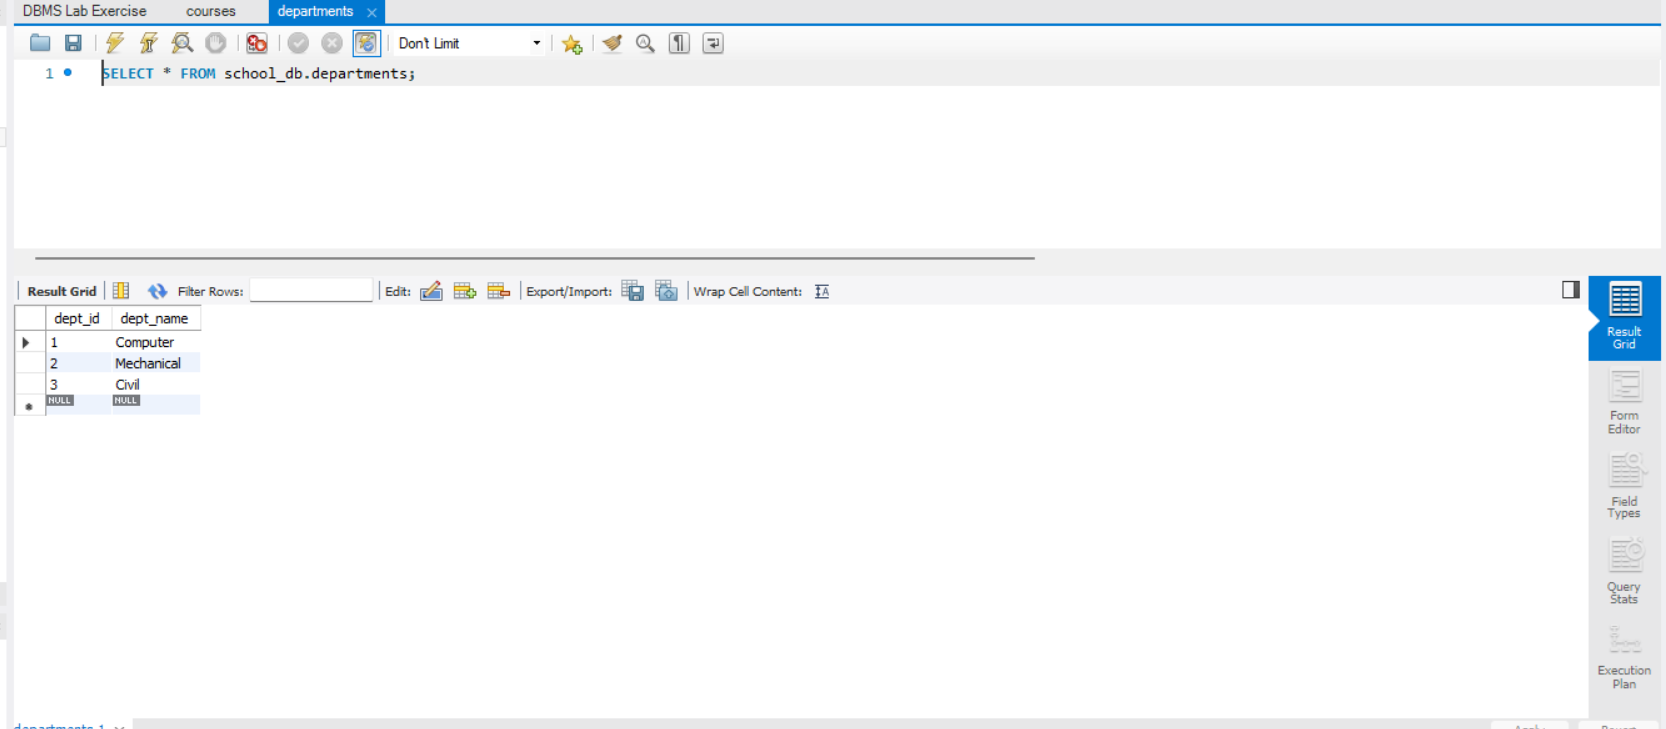 DBMS Lab Exercise courses departments
Don't Limit
1 SELECT * FROM school_db.departments;
Result Grid Filter Rows: Edit: Export/Import: Wrap Cell Content:
dept_id dept_name
1 Computer
2 Mechanical
3 Civil
NULL NULL
Result
Grid
Form
Editor
Field
Types
Query
Stats
Execution
Plan
departments 1
Apply Revert